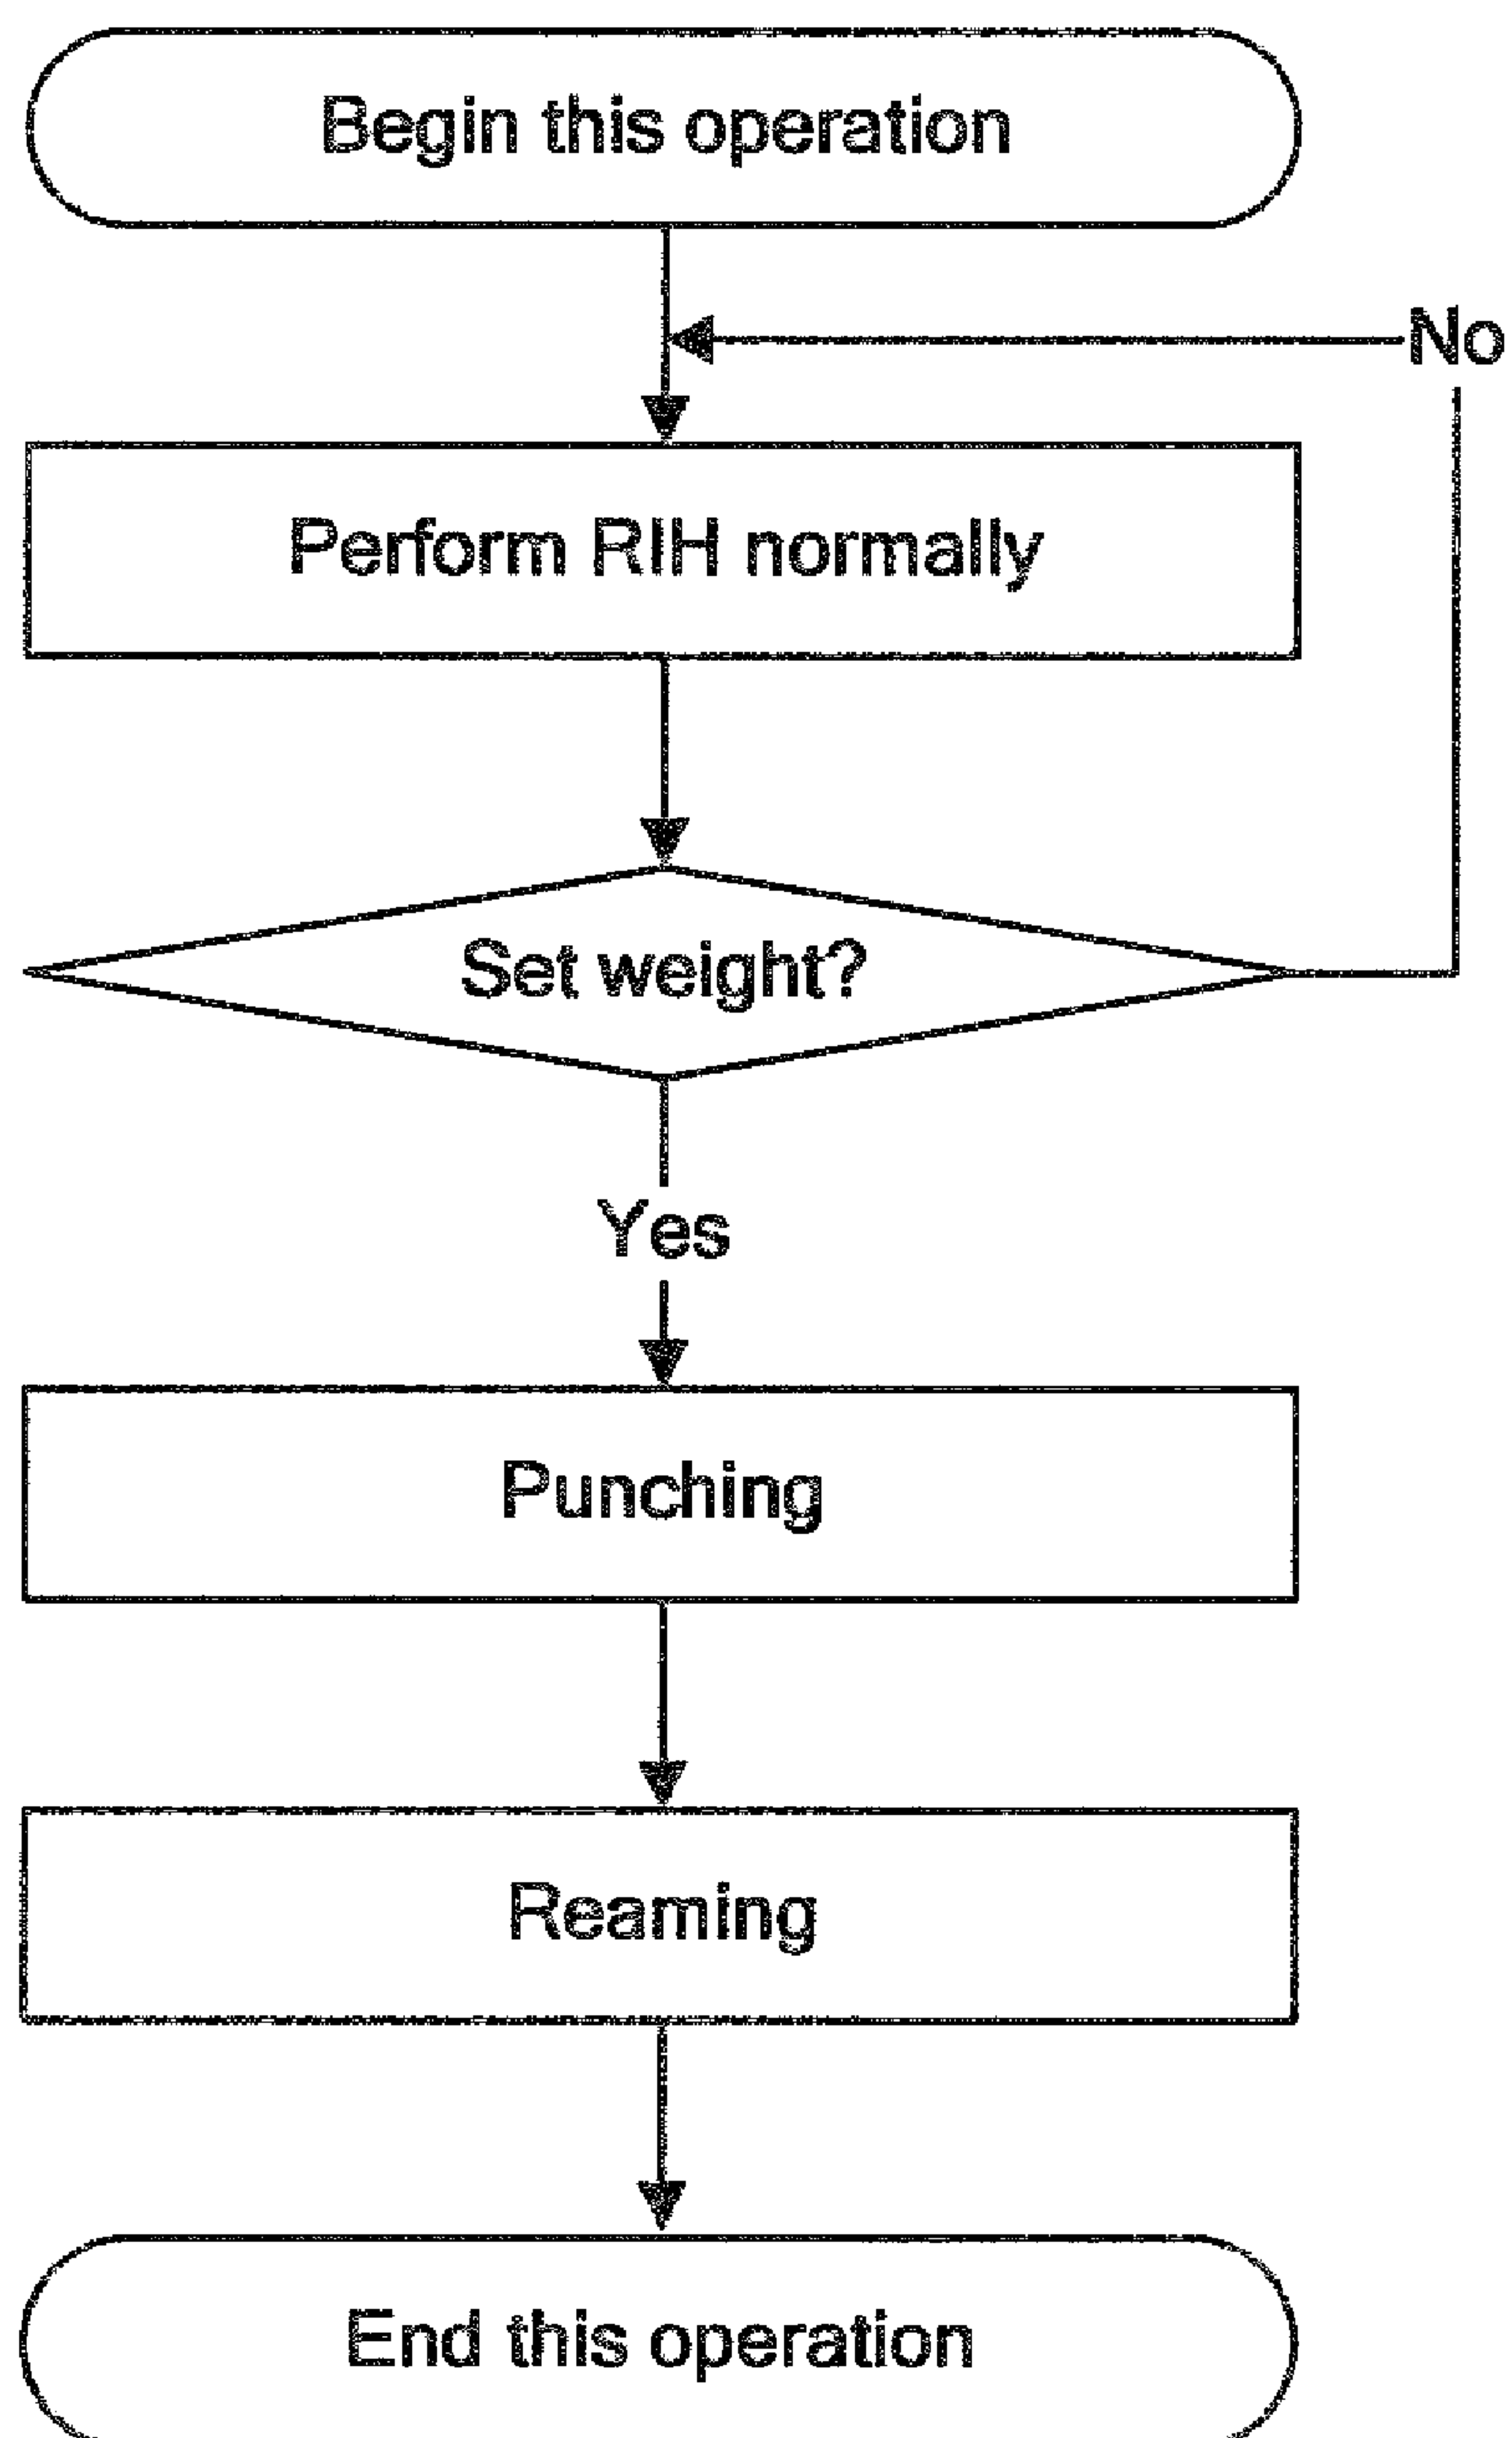 Begin this operation
No
Perform RIH normally
Set weight?
Yes
Punching
Reaming
End this operation